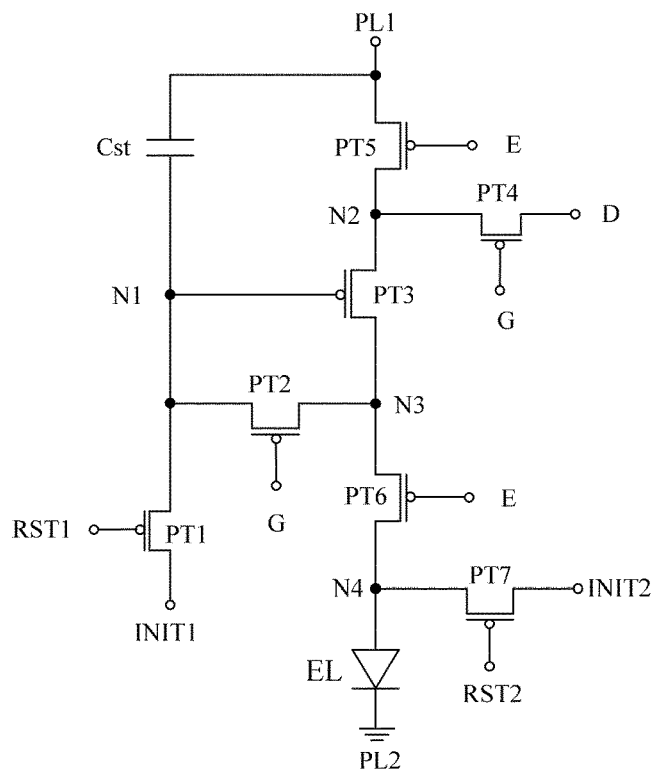 PL1
Cst
PT5
E
N2
PT4
D
N1
PT3
G
PT2
N3
G
PT6
E
RST1
PT1
N4
PT7
INIT2
INIT1
EL
RST2
PL2